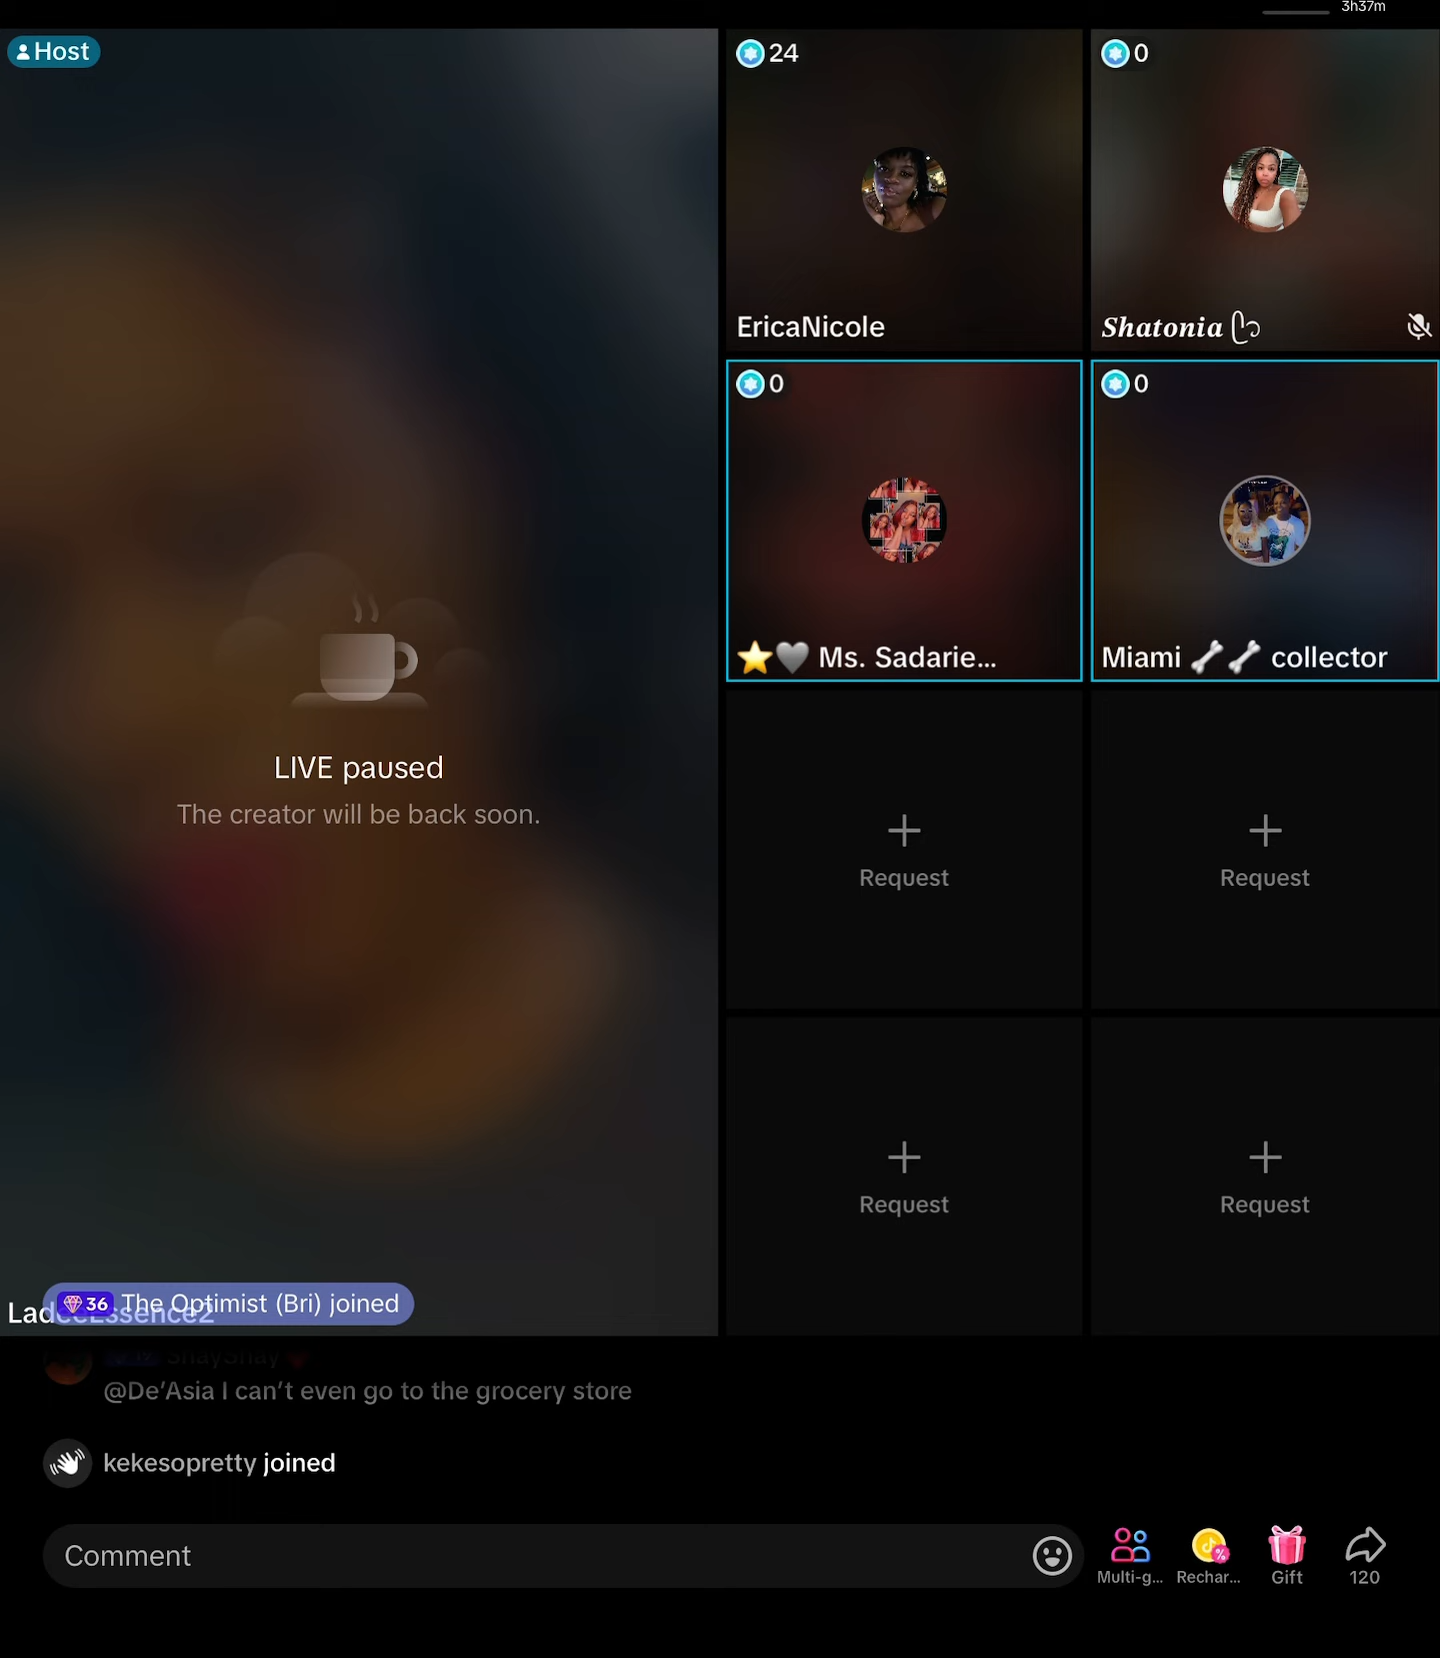 3h37m
Host
24
0
EricaNicole
Shatonia
0
0
⭐🩶 Ms. Sadarie...
Miami 🦴🦴 collector
LIVE paused
The creator will be back soon.
Request
Request
Request
Request
LadeeEssence2
36 The Optimist (Bri) joined
ShayShay
@De'Asia I can't even go to the grocery store
kekesopretty joined
Comment
Multi-g...
Rechar...
Gift
120